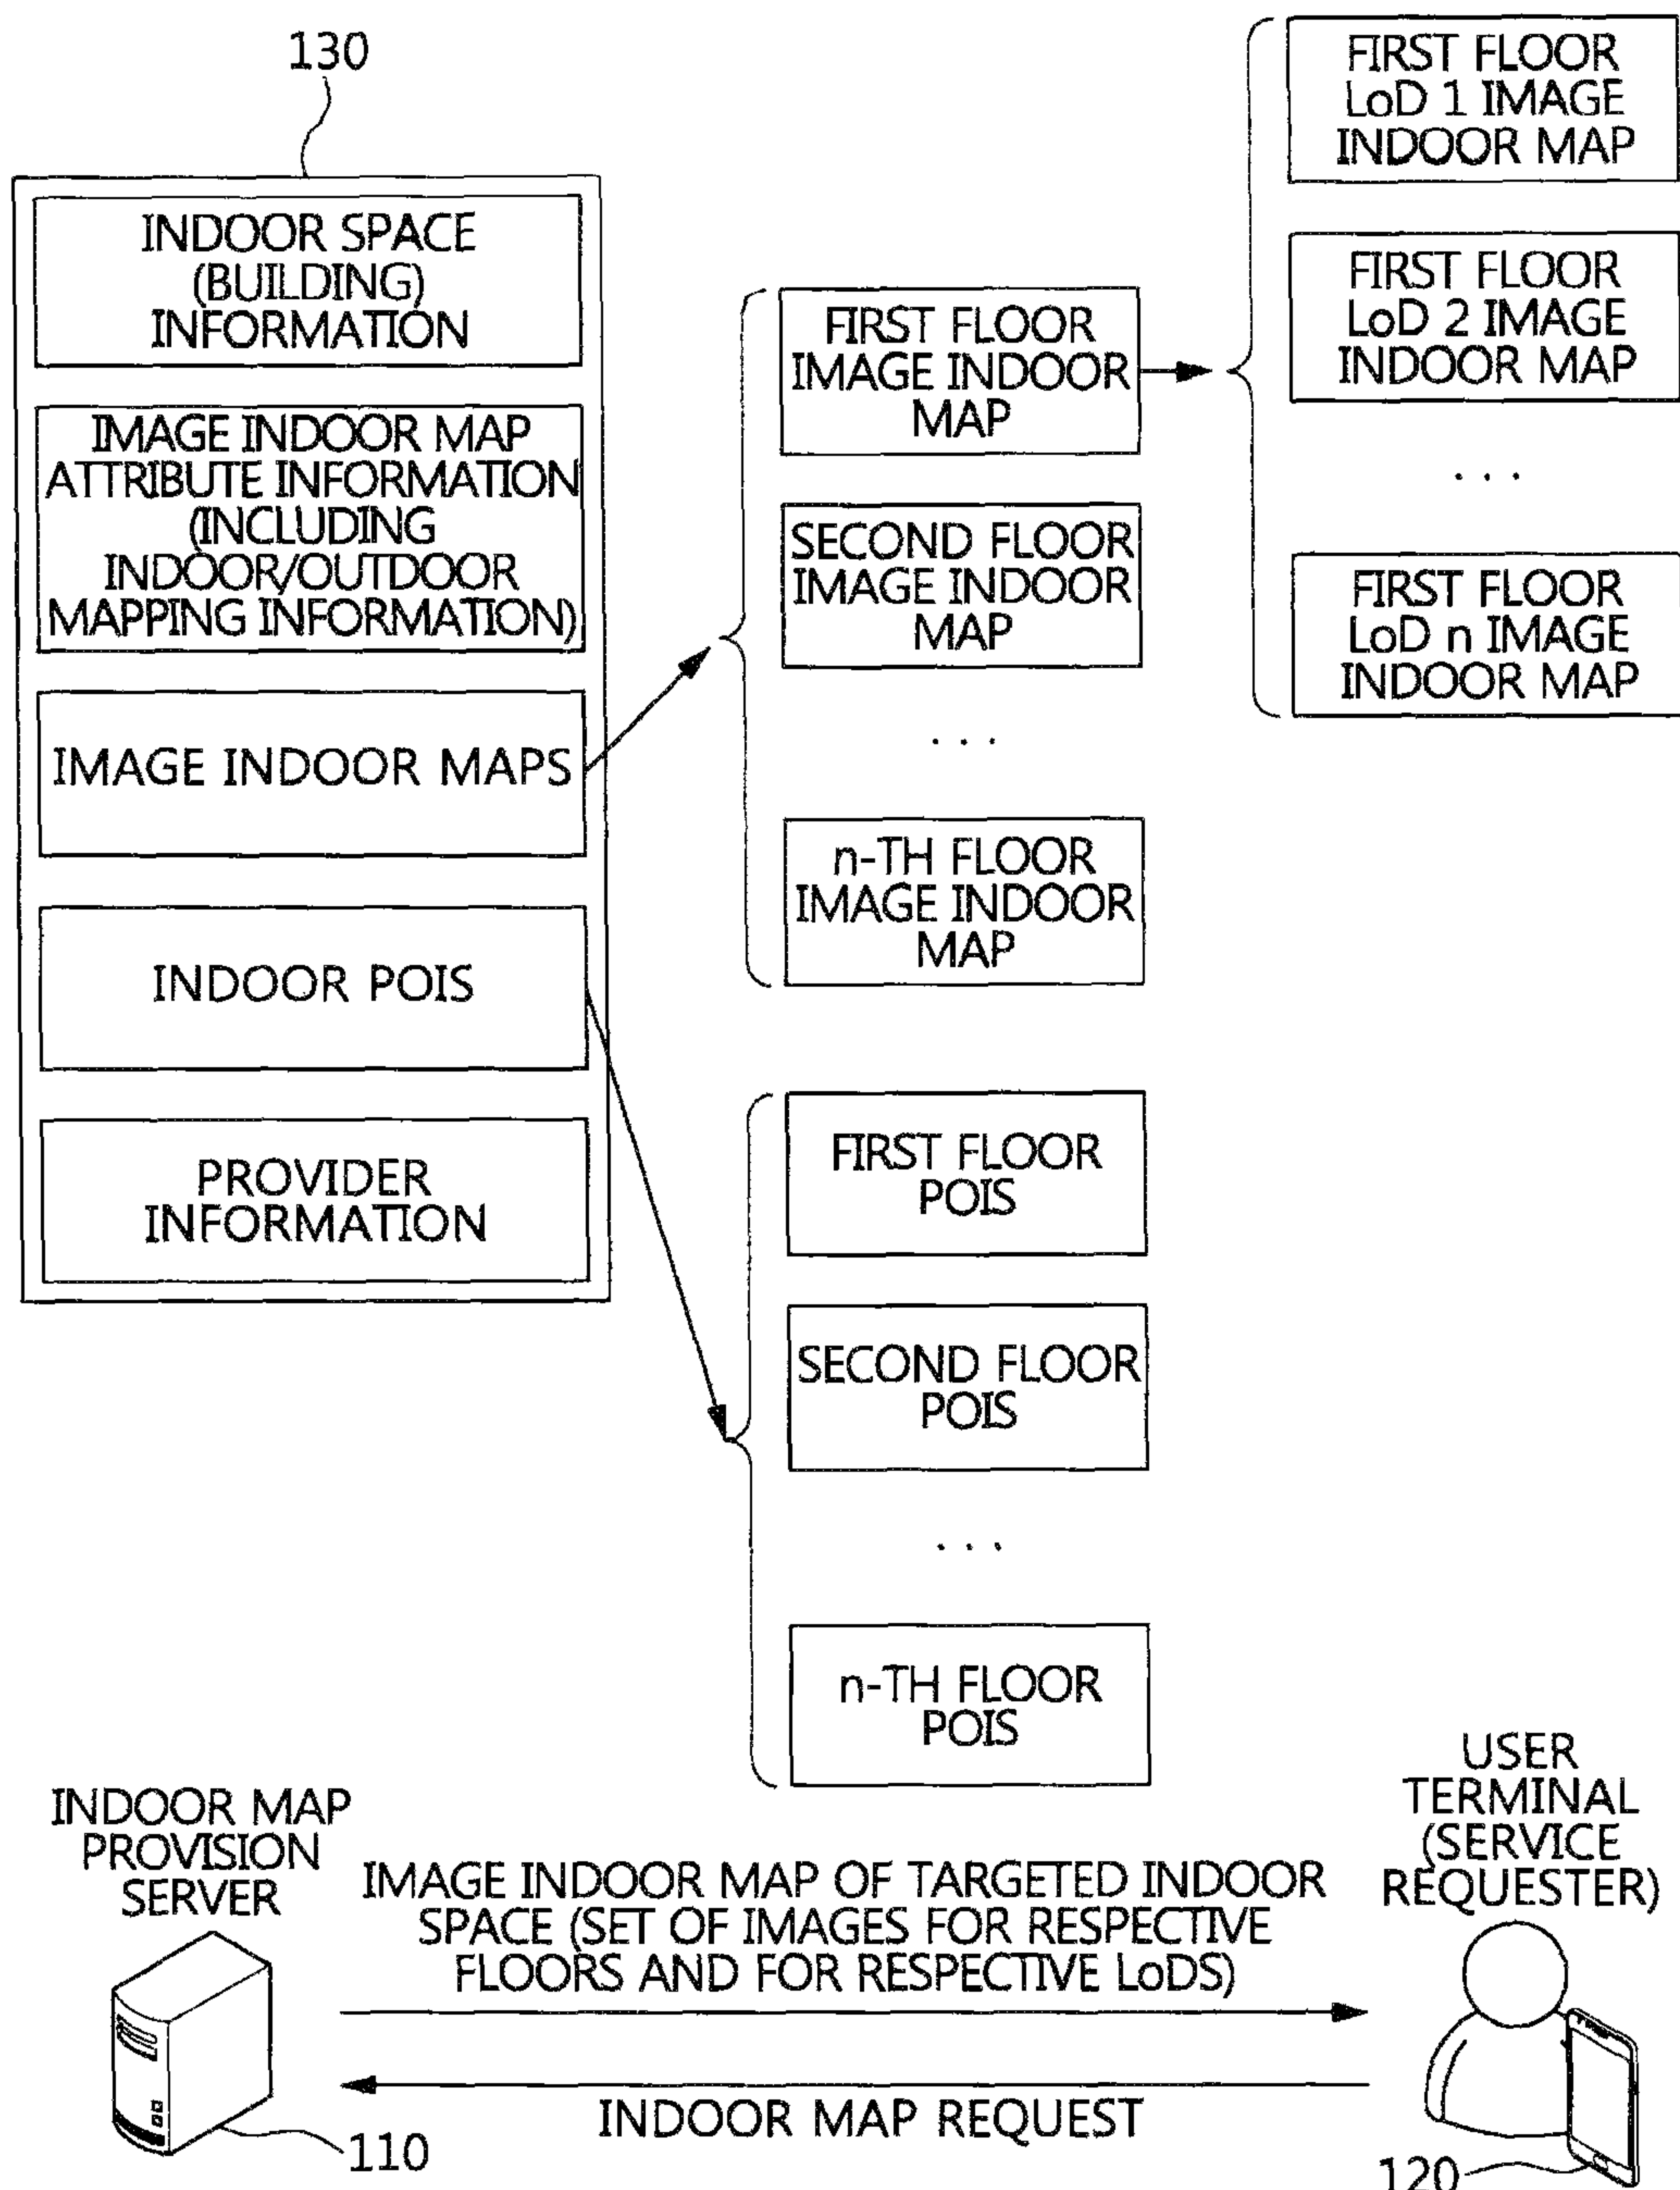 130
INDOOR SPACE
(BUILDING)
INFORMATION
IMAGE INDOOR MAP
ATTRIBUTE INFORMATION
(INCLUDING
INDOOR/OUTDOOR
MAPPING INFORMATION)
IMAGE INDOOR MAPS
INDOOR POIS
PROVIDER
INFORMATION
FIRST FLOOR
IMAGE INDOOR
MAP
SECOND FLOOR
IMAGE INDOOR
MAP
. . .
n-TH FLOOR
IMAGE INDOOR
MAP
FIRST FLOOR
LoD 1 IMAGE
INDOOR MAP
FIRST FLOOR
LoD 2 IMAGE
INDOOR MAP
. . .
FIRST FLOOR
LoD n IMAGE
INDOOR MAP
FIRST FLOOR
POIS
SECOND FLOOR
POIS
. . .
n-TH FLOOR
POIS
INDOOR MAP
PROVISION
SERVER
110
IMAGE INDOOR MAP OF TARGETED INDOOR
SPACE (SET OF IMAGES FOR RESPECTIVE
FLOORS AND FOR RESPECTIVE LoDS)
INDOOR MAP REQUEST
USER
TERMINAL
(SERVICE
REQUESTER)
120